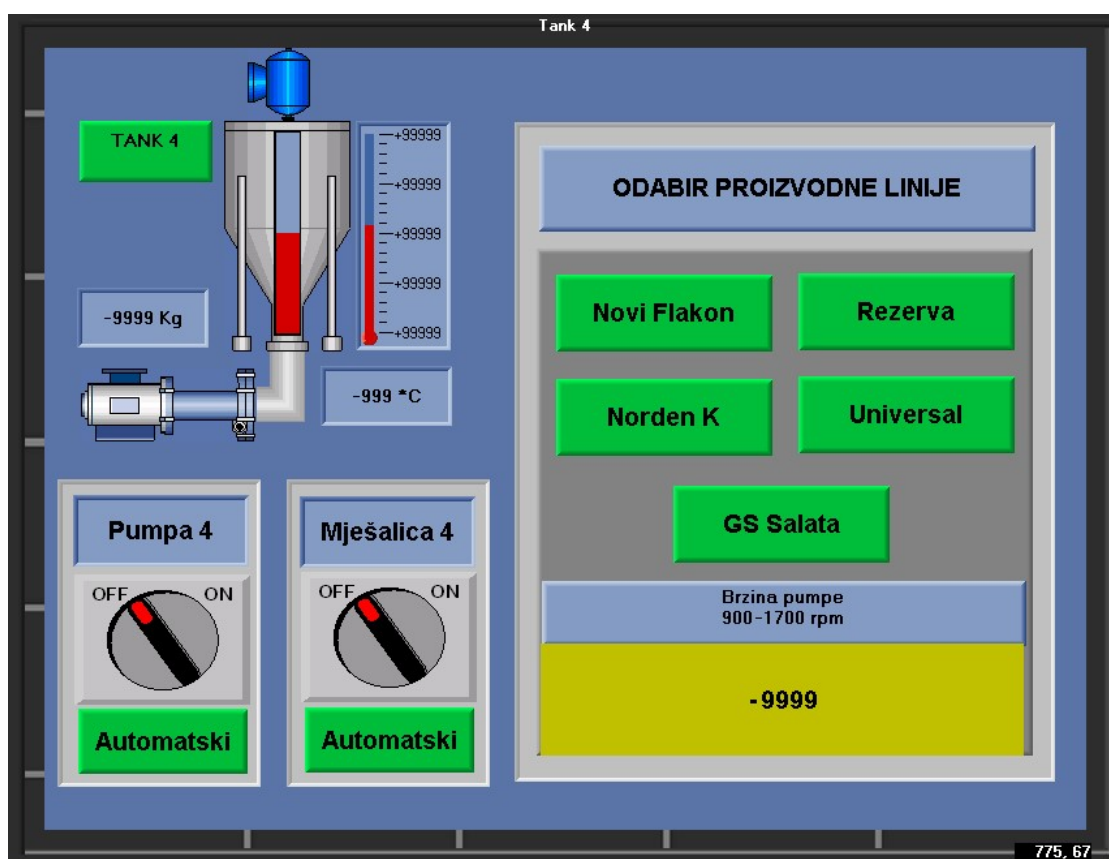 Tank 4
TANK 4
+99999
+99999
+99999
+99999
+99999
-9999 Kg
-999 *C
Pumpa 4
OFF ON
Automatski
Mješalica 4
OFF ON
Automatski
ODABIR PROIZVODNE LINIJE
Novi Flakon
Rezerva
Norden K
Universal
GS Salata
Brzina pumpe
900-1700 rpm
-9999
775, 67